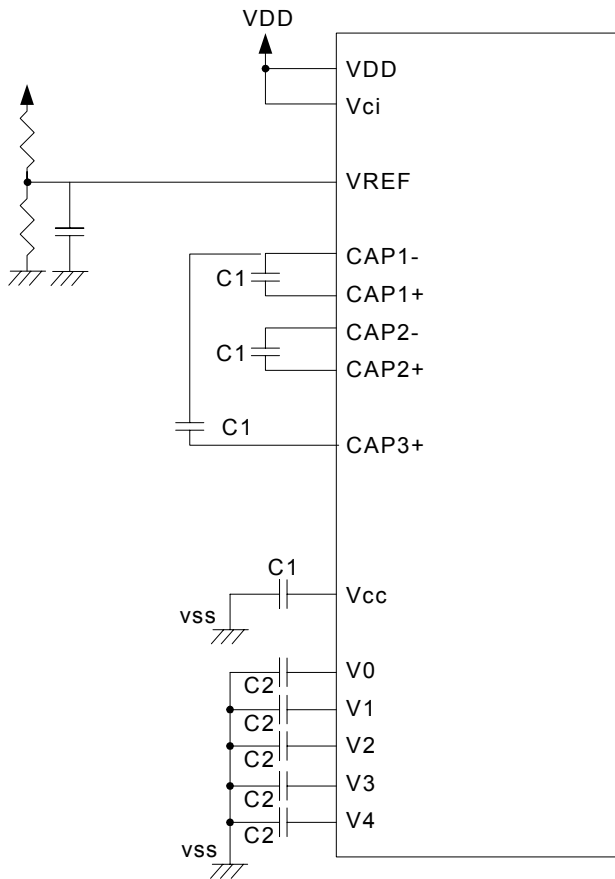 VDD
VDD
Vci
VREF
CAP1-
C1
CAP1+
CAP2-
C1
CAP2+
C1
CAP3+
C1
Vcc
vss
V0
C2
V1
C2
V2
C2
V3
C2
V4
C2
vss